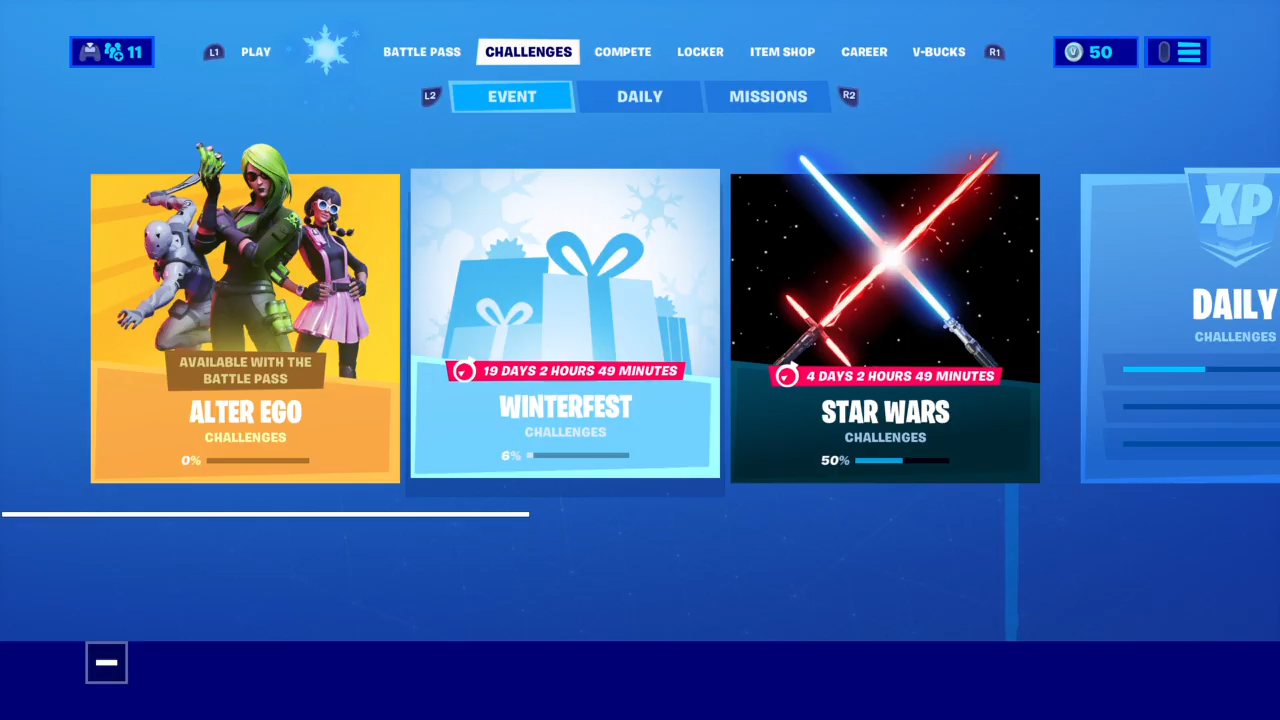 11
L1
PLAY
BATTLE PASS
CHALLENGES
COMPETE
LOCKER
ITEM SHOP
CAREER
V-BUCKS
R1
50
L2
EVENT
DAILY
MISSIONS
R2
AVAILABLE WITH THE
BATTLE PASS
ALTER EGO
CHALLENGES
0%
19 DAYS 2 HOURS 49 MINUTES
WINTERFEST
CHALLENGES
6%
4 DAYS 2 HOURS 49 MINUTES
STAR WARS
CHALLENGES
50%
XP
DAILY
CHALLENGES